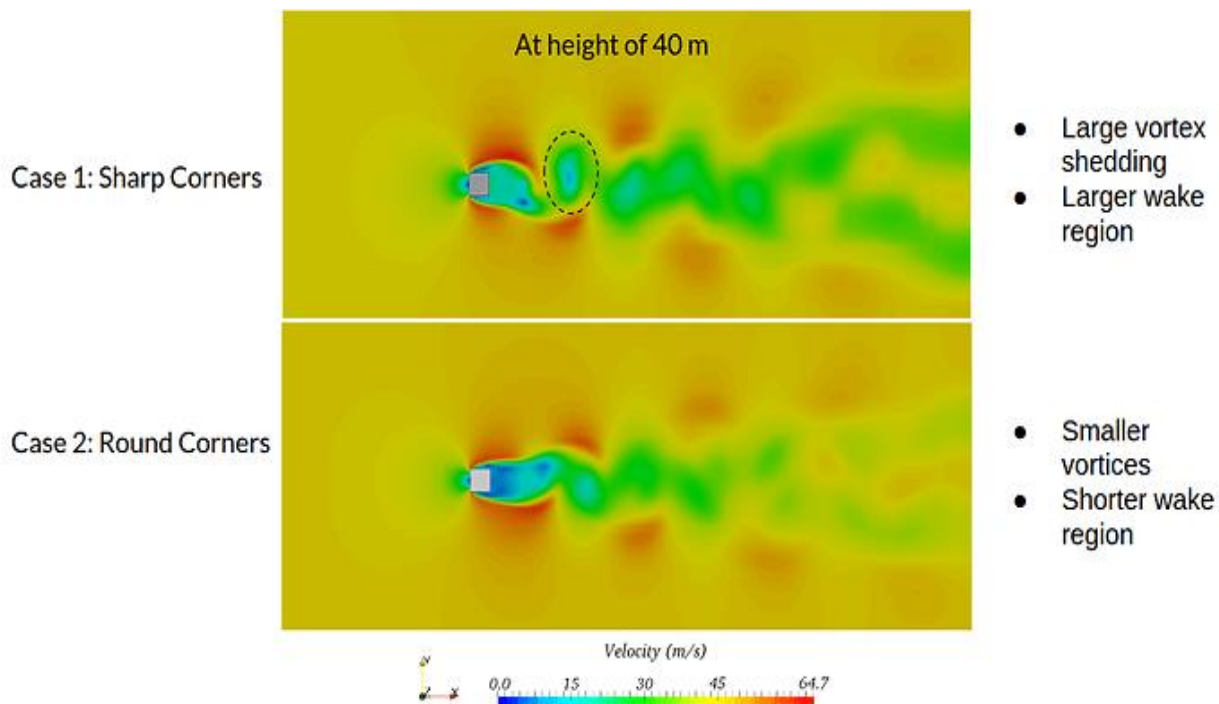 At height of 40 m
Case 1: Sharp Corners
● Large vortex
shedding
● Larger wake
region
Case 2: Round Corners
● Smaller
vortices
● Shorter wake
region
Velocity (m/s)
0.0 15 30 45 64.7
Y
Z X